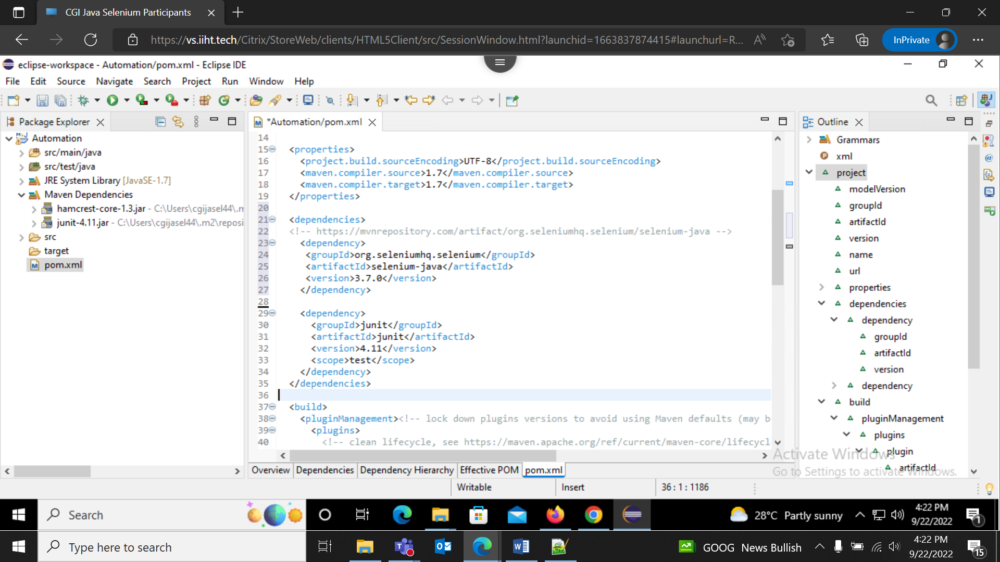 CGI Java Selenium Participants
https://vs.iiht.tech/Citrix/StoreWeb/clients/HTML5Client/src/SessionWindow.html?launchid=1663837874415#launchurl=R...
InPrivate
eclipse-workspace - Automation/pom.xml - Eclipse IDE
File Edit Source Navigate Search Project Run Window Help
Package Explorer
Automation
src/main/java
src/test/java
JRE System Library [JavaSE-1.7]
Maven Dependencies
hamcrest-core-1.3.jar - C:\Users\cgijasel44\.m
junit-4.11.jar - C:\Users\cgijasel44\.m2\reposi
src
target
pom.xml
*Automation/pom.xml
14
15 <properties>
16 <project.build.sourceEncoding>UTF-8</project.build.sourceEncoding>
17 <maven.compiler.source>1.7</maven.compiler.source>
18 <maven.compiler.target>1.7</maven.compiler.target>
19 </properties>
20
21 <dependencies>
22 <!-- https://mvnrepository.com/artifact/org.seleniumhq.selenium/selenium-java -->
23 <dependency>
24 <groupId>org.seleniumhq.selenium</groupId>
25 <artifactId>selenium-java</artifactId>
26 <version>3.7.0</version>
27 </dependency>
28
29 <dependency>
30 <groupId>junit</groupId>
31 <artifactId>junit</artifactId>
32 <version>4.11</version>
33 <scope>test</scope>
34 </dependency>
35 </dependencies>
36
37 <build>
38 <pluginManagement><!-- lock down plugins versions to avoid using Maven defaults (may b
39 <plugins>
40 <!-- clean lifecycle, see https://maven.apache.org/ref/current/maven-core/lifecycl
Overview Dependencies Dependency Hierarchy Effective POM pom.xml
Outline
Grammars
xml
project
modelVersion
groupId
artifactId
version
name
url
properties
dependencies
dependency
groupId
artifactId
version
dependency
build
pluginManagement
plugins
plugin
artifactId
Activate Windows
Go to Settings to activate Windows.
Writable Insert 36 : 1 : 1186
Search
28°C Partly sunny
4:22 PM
9/22/2022
1
Type here to search
GOOG News Bullish
4:22 PM
9/22/2022
15